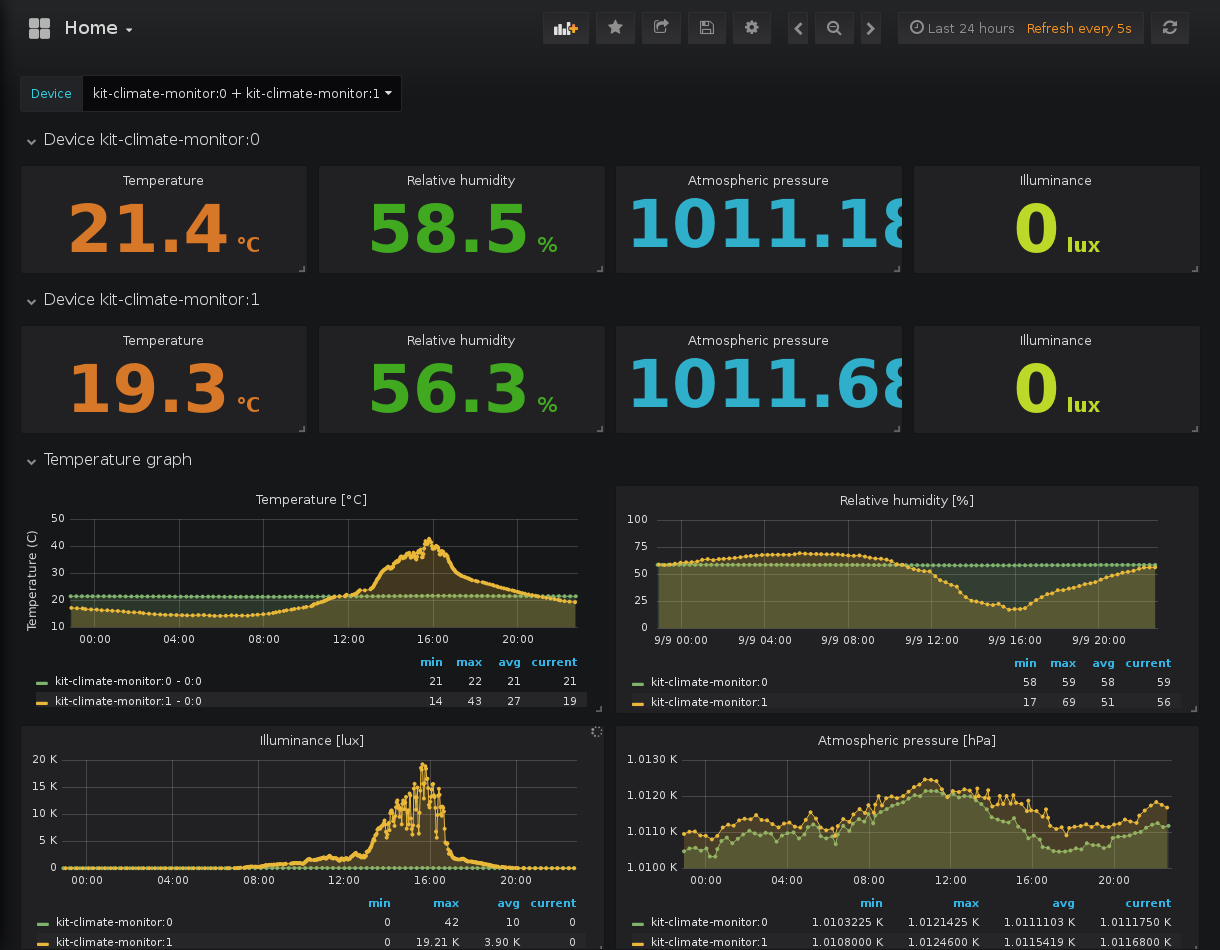 Home
Last 24 hours Refresh every 5s
Device kit-climate-monitor:0 + kit-climate-monitor:1
Device kit-climate-monitor:0
Temperature Relative humidity Atmospheric pressure Illuminance
21.4 °C 58.5 % 1011.18 0 lux
Device kit-climate-monitor:1
Temperature Relative humidity Atmospheric pressure Illuminance
19.3 °C 56.3 % 1011.68 0 lux
Temperature graph
Temperature [°C]
Temperature (C)
50
40
30
20
10
00:00 04:00 08:00 12:00 16:00 20:00
min max avg current
kit-climate-monitor:0 - 0:0 21 22 21 21
kit-climate-monitor:1 - 0:0 14 43 27 19
Relative humidity [%]
100
75
50
25
0
9/9 00:00 9/9 04:00 9/9 08:00 9/9 12:00 9/9 16:00 9/9 20:00
min max avg current
kit-climate-monitor:0 58 59 58 59
kit-climate-monitor:1 17 69 51 56
Illuminance [lux]
20 K
15 K
10 K
5 K
0
00:00 04:00 08:00 12:00 16:00 20:00
min max avg current
kit-climate-monitor:0 0 42 10 0
kit-climate-monitor:1 0 19.21 K 3.90 K 0
Atmospheric pressure [hPa]
1.0130 K
1.0120 K
1.0110 K
1.0100 K
00:00 04:00 08:00 12:00 16:00 20:00
min max avg current
kit-climate-monitor:0 1.0103225 K 1.0121425 K 1.0111103 K 1.0111750 K
kit-climate-monitor:1 1.0108000 K 1.0124600 K 1.0115419 K 1.0116800 K